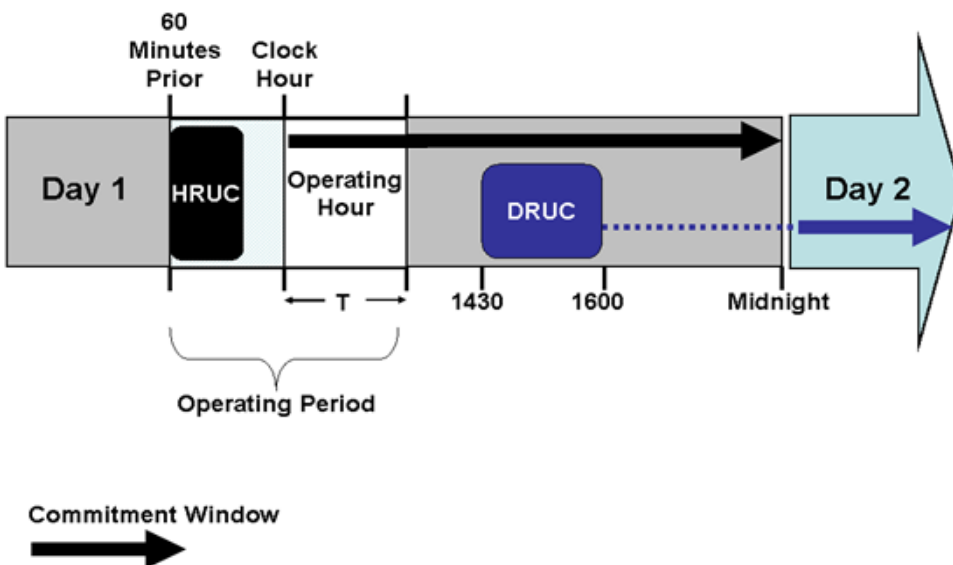 60
Minutes
Prior
Clock
Hour
Day 1
HRUC
Operating
Hour
DRUC
Day 2
T
1430
1600
Midnight
Operating Period
Commitment Window